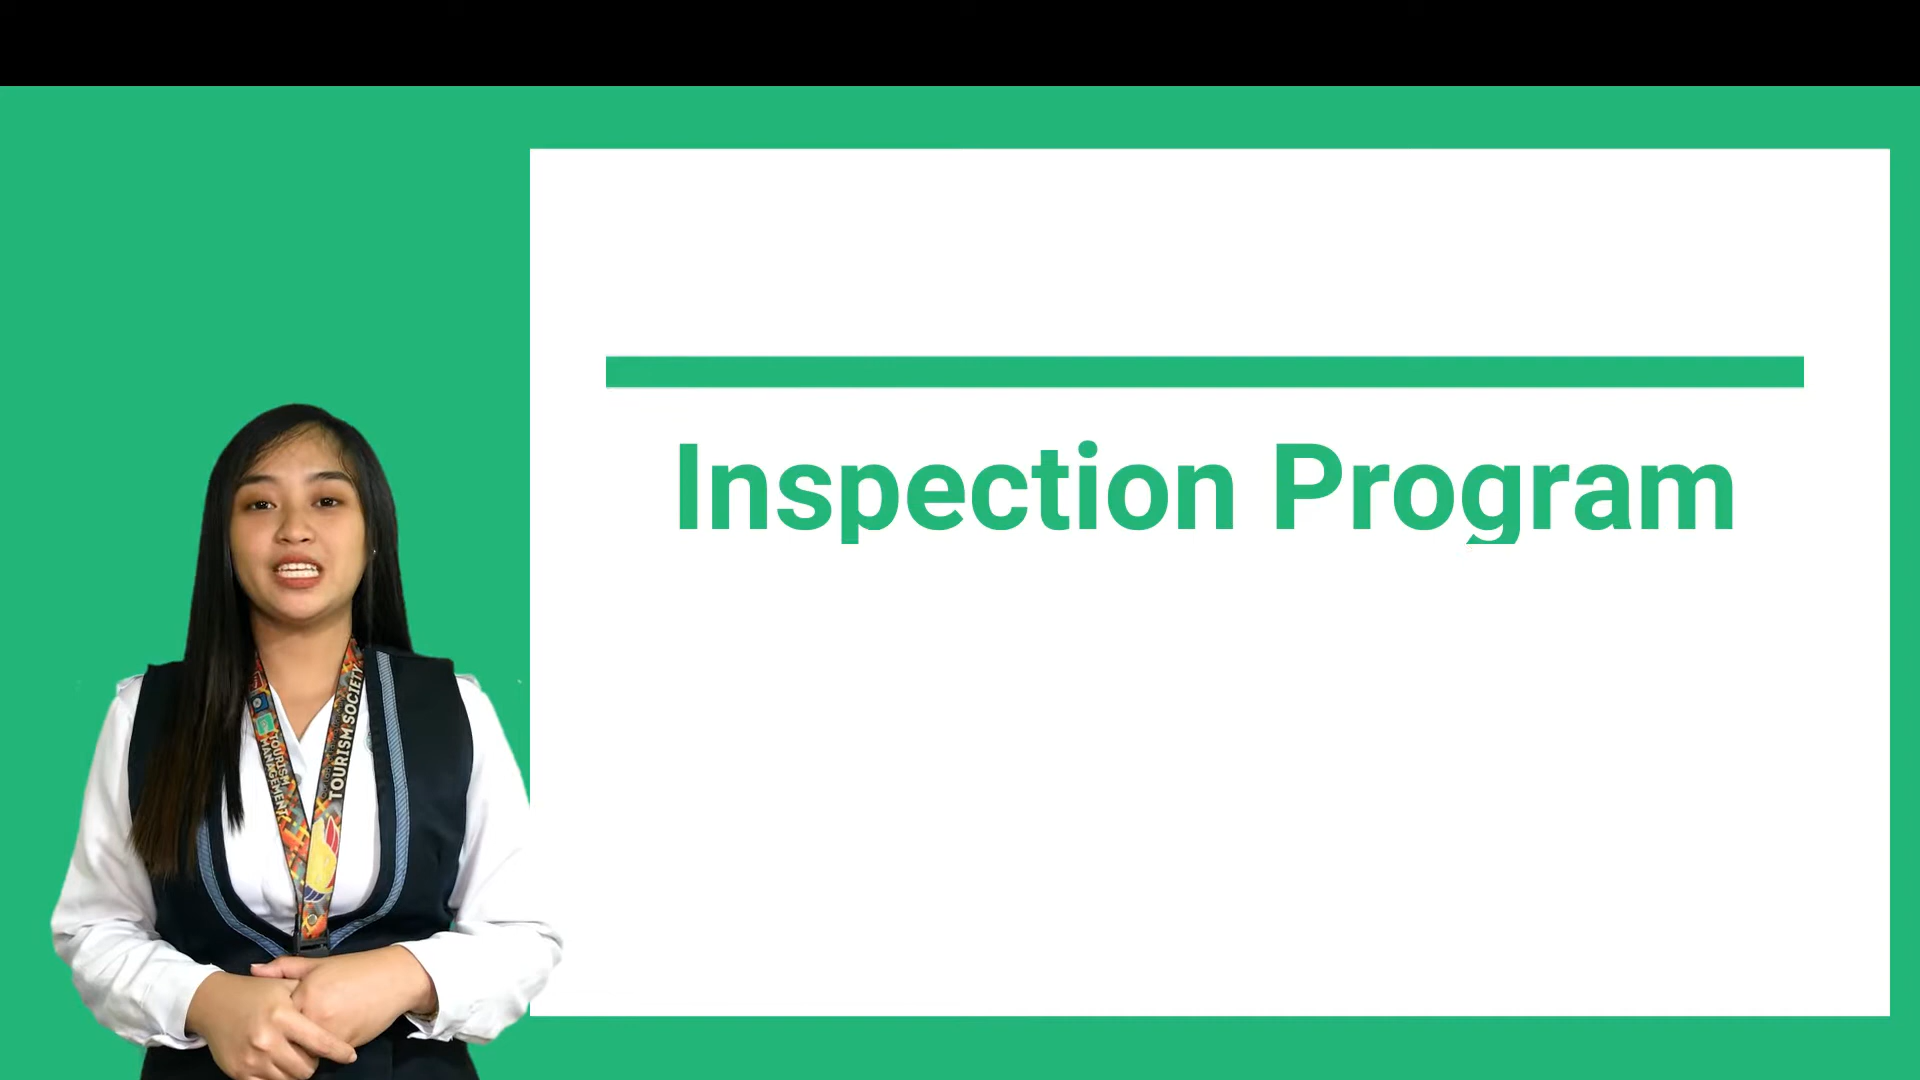 Inspection Program
TOURISM SOCIETY
TOURISM
MANAGEMENT